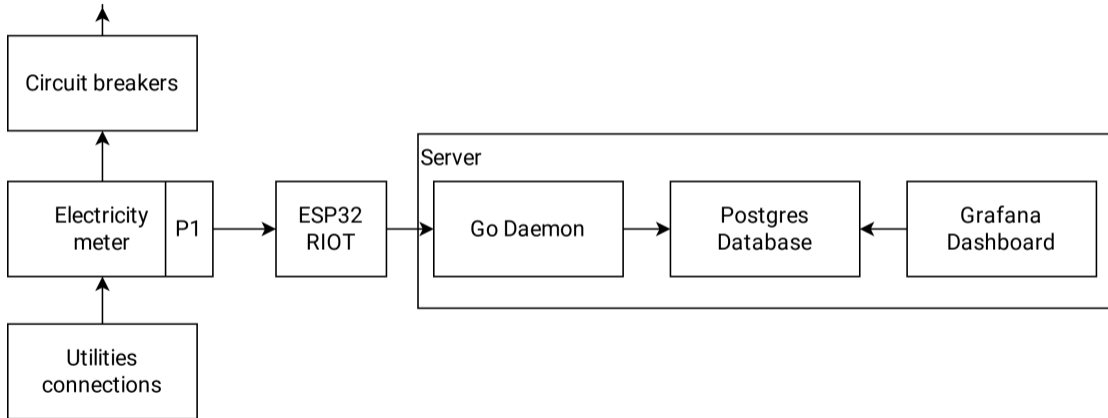 Circuit breakers
Server
Electricity
meter
P1
ESP32
RIOT
Go Daemon
Postgres
Database
Grafana
Dashboard
Utilities
connections